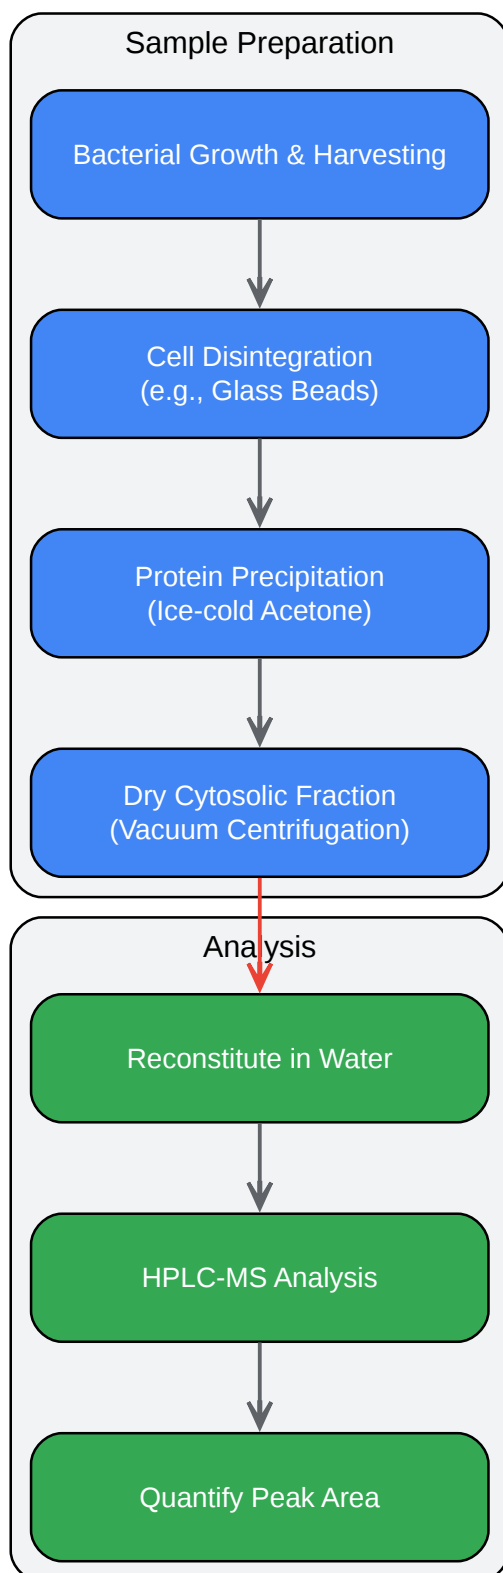 Sample Preparation
Bacterial Growth & Harvesting
Cell Disintegration
(e.g., Glass Beads)
Protein Precipitation
(Ice-cold Acetone)
Dry Cytosolic Fraction
(Vacuum Centrifugation)
Analysis
Reconstitute in Water
HPLC-MS Analysis
Quantify Peak Area